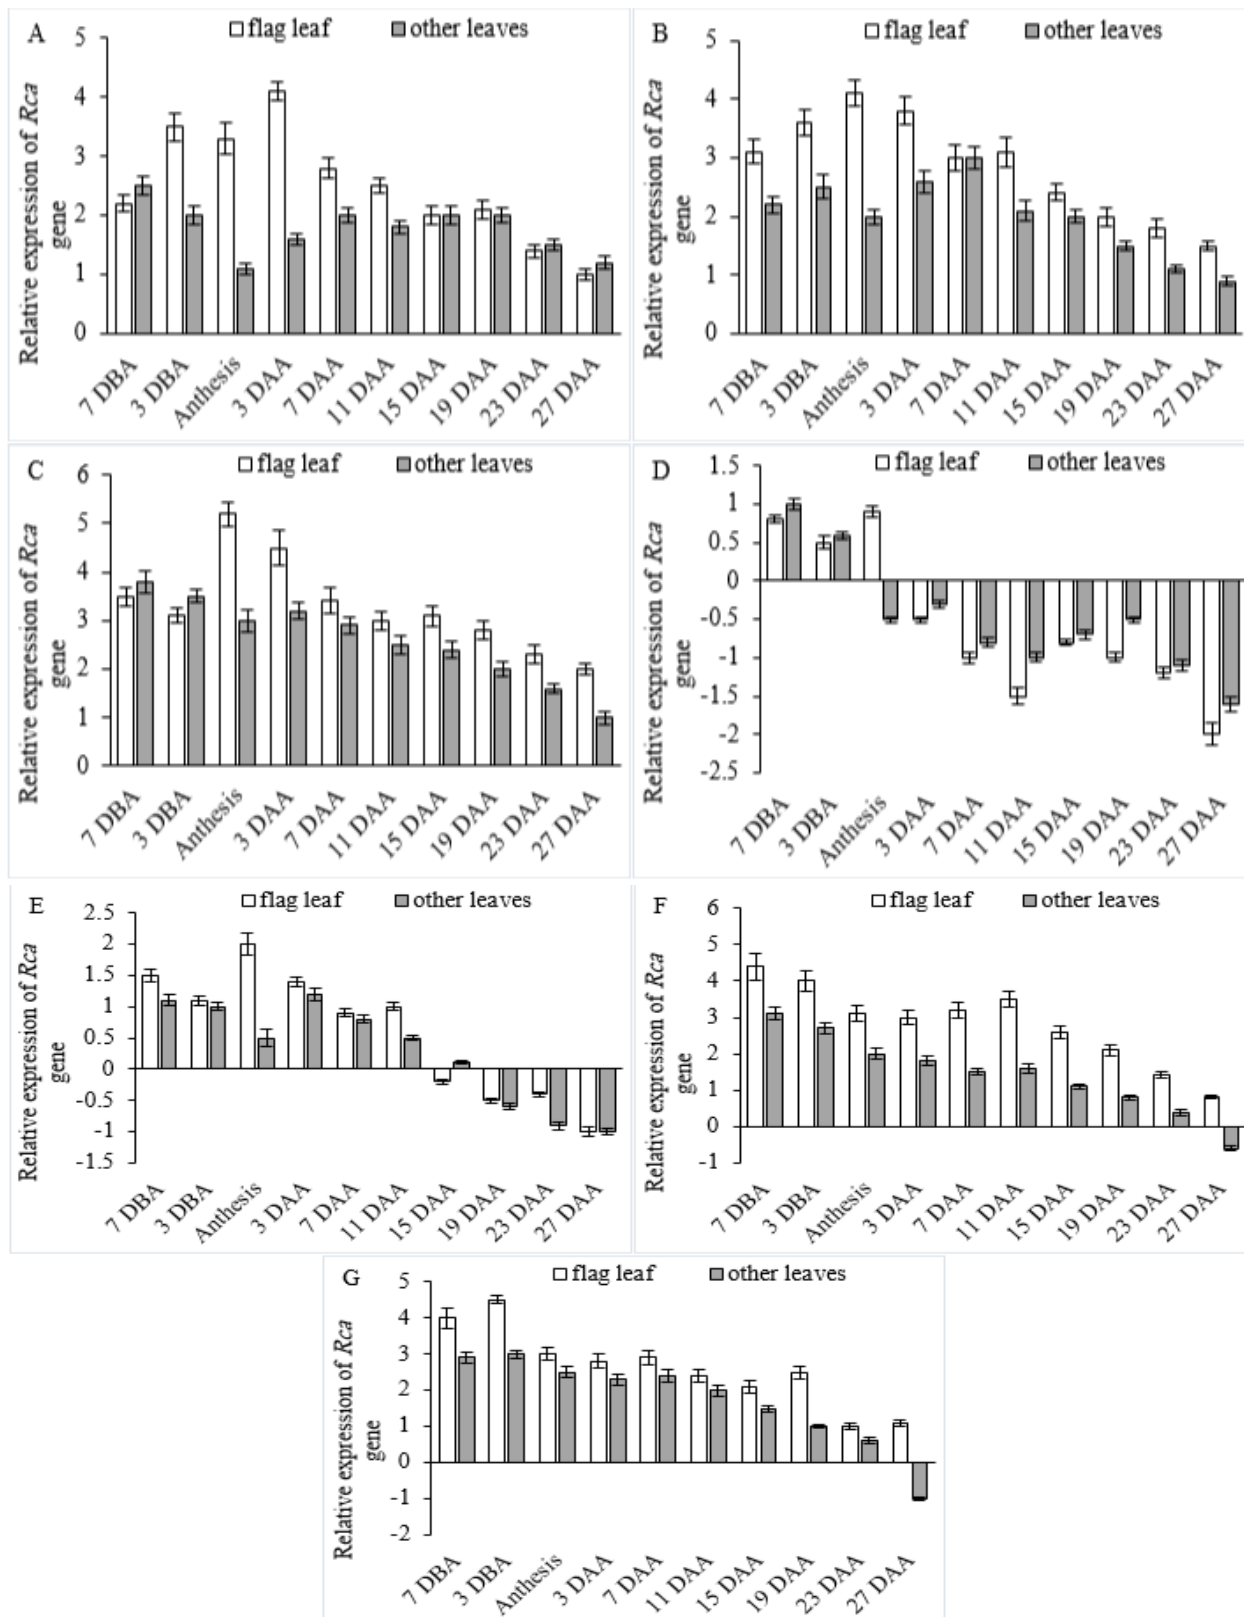 A
flag leaf other leaves
Relative expression of Rca
gene
5
4
3
2
1
0
7 DBA 3 DBA Anthesis 3 DAA 7 DAA 11 DAA 15 DAA 19 DAA 23 DAA 27 DAA
B
flag leaf other leaves
Relative expression of Rca
gene
5
4
3
2
1
0
7 DBA 3 DBA Anthesis 3 DAA 7 DAA 11 DAA 15 DAA 19 DAA 23 DAA 27 DAA
C
flag leaf other leaves
Relative expression of Rca
gene
6
5
4
3
2
1
0
7 DBA 3 DBA Anthesis 3 DAA 7 DAA 11 DAA 15 DAA 19 DAA 23 DAA 27 DAA
D
flag leaf other leaves
Relative expression of Rca
gene
1.5
1
0.5
0
-0.5
-1
-1.5
-2
-2.5
7 DBA 3 DBA Anthesis 3 DAA 7 DAA 11 DAA 15 DAA 19 DAA 23 DAA 27 DAA
E
flag leaf other leaves
Relative expression of Rca
gene
2.5
2
1.5
1
0.5
0
-0.5
-1
-1.5
7 DBA 3 DBA Anthesis 3 DAA 7 DAA 11 DAA 15 DAA 19 DAA 23 DAA 27 DAA
F
flag leaf other leaves
Relative expression of Rca
gene
6
5
4
3
2
1
0
-1
7 DBA 3 DBA Anthesis 3 DAA 7 DAA 11 DAA 15 DAA 19 DAA 23 DAA 27 DAA
G
flag leaf other leaves
Relative expression of Rca
gene
5
4
3
2
1
0
-1
-2
7 DBA 3 DBA Anthesis 3 DAA 7 DAA 11 DAA 15 DAA 19 DAA 23 DAA 27 DAA